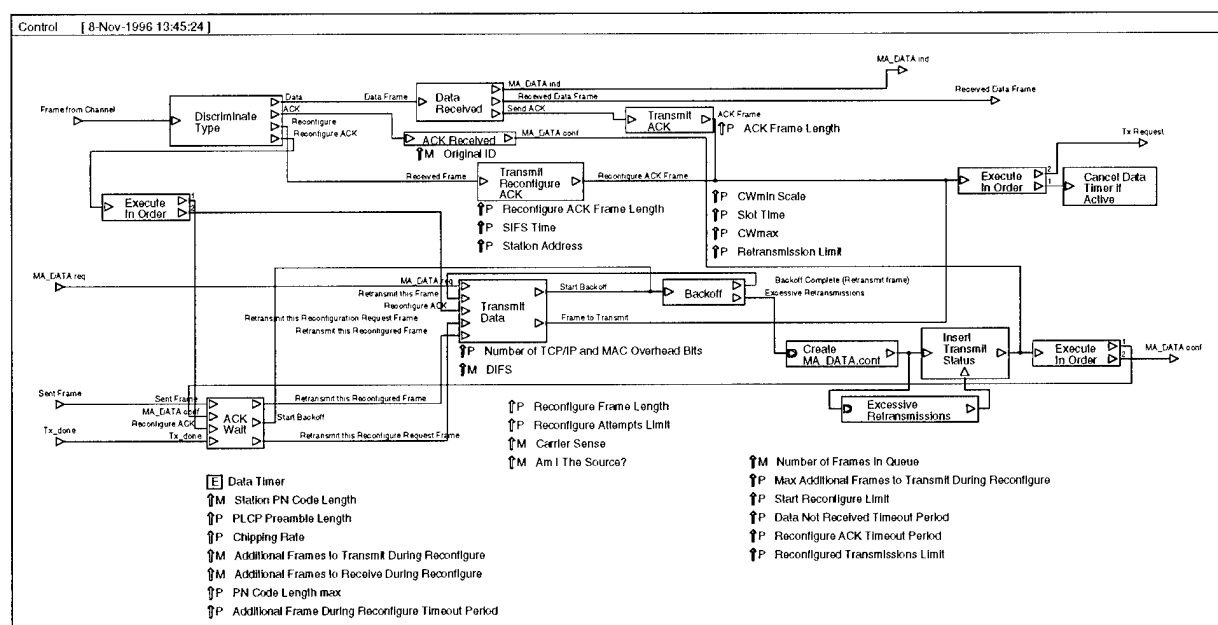 Control [ 8-Nov-1996 13:45:24 ]
MA_DATA ind
Data
Data Frame
Data
Received
MA_DATA ind
Received Data Frame
Send ACK
Received Data Frame
Frame from Channel
Discriminate
Type
ACK
Reconfigure
Reconfigure ACK
Transmit
ACK
ACK Frame
P ACK Frame Length
ACK Received
MA_DATA conf
M Original ID
Tx Request
Received Frame
Transmit
Reconfigure
ACK
Reconfigure ACK Frame
Execute
In Order
2
1
Cancel Data
Timer if
Active
Execute
In Order
1
2
P Reconfigure ACK Frame Length
P SIFS Time
P Station Address
P CWmin Scale
P Slot Time
P CWmax
P Retransmission Limit
MA_DATA req
MA_DATA req
Retransmit this Frame
Reconfigure ACK
Retransmit this Reconfiguration Request Frame
Retransmit this Reconfigured Frame
Transmit
Data
Start Backoff
Frame to Transmit
Backoff
Backoff Complete (Retransmit frame)
Excessive Retransmissions
P Number of TCP/IP and MAC Overhead Bits
M DIFS
Create
MA_DATA.conf
Insert
Transmit
Status
Execute
In Order
1
2
MA_DATA conf
Excessive
Retransmissions
Sent Frame
Tx_done
Sent Frame
MA_DATA conf
Reconfigure ACK
Tx_done
ACK
Wait
Retransmit this Reconfigured Frame
Start Backoff
Retransmit this Reconfigure Request Frame
P Reconfigure Frame Length
P Reconfigure Attempts Limit
M Carrier Sense
M Am I The Source?
E Data Timer
M Station PN Code Length
P PLCP Preamble Length
P Chipping Rate
M Additional Frames to Transmit During Reconfigure
M Additional Frames to Receive During Reconfigure
P PN Code Length max
P Additional Frame During Reconfigure Timeout Period
M Number of Frames In Queue
P Max Additional Frames to Transmit During Reconfigure
P Start Reconfigure Limit
P Data Not Received Timeout Period
P Reconfigure ACK Timeout Period
P Reconfigured Transmissions Limit